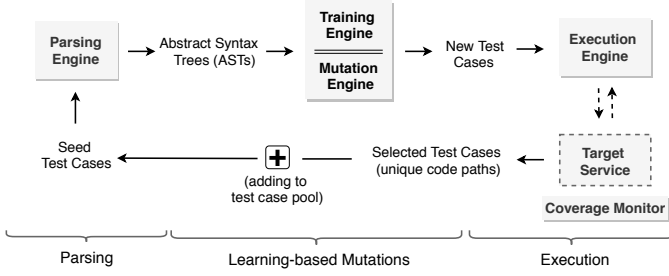 Parsing
Engine
Abstract Syntax
Trees (ASTs)
Training
Engine
Mutation
Engine
New Test
Cases
Execution
Engine
Seed
Test Cases
(adding to
test case pool)
Selected Test Cases
(unique code paths)
Target
Service
Coverage Monitor
Parsing
Learning-based Mutations
Execution